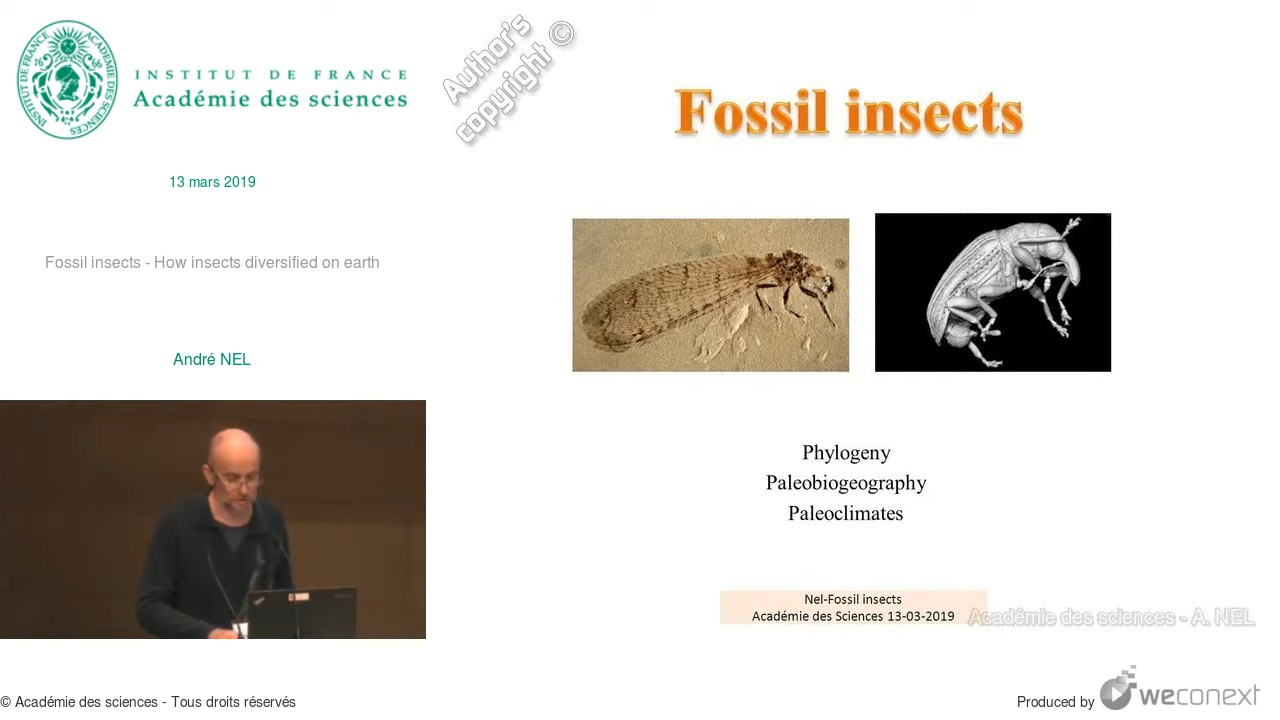 INSTITUT DE FRANCE
Académie des sciences
13 mars 2019
Fossil insects - How insects diversified on earth
André NEL
Author's
copyright ©
Fossil insects
Phylogeny
Paleobiogeography
Paleoclimates
Nel-Fossil insects
Académie des Sciences 13-03-2019
Académie des sciences - A. NEL
© Académie des sciences - Tous droits réservés
Produced by weconext